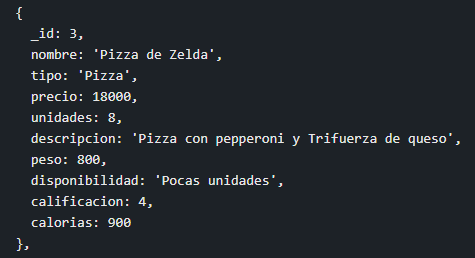 {
_id: 3,
nombre: 'Pizza de Zelda',
tipo: 'Pizza',
precio: 18000,
unidades: 8,
descripcion: 'Pizza con pepperoni y Trifuerza de queso',
peso: 800,
disponibilidad: 'Pocas unidades',
calificacion: 4,
calorias: 900
},